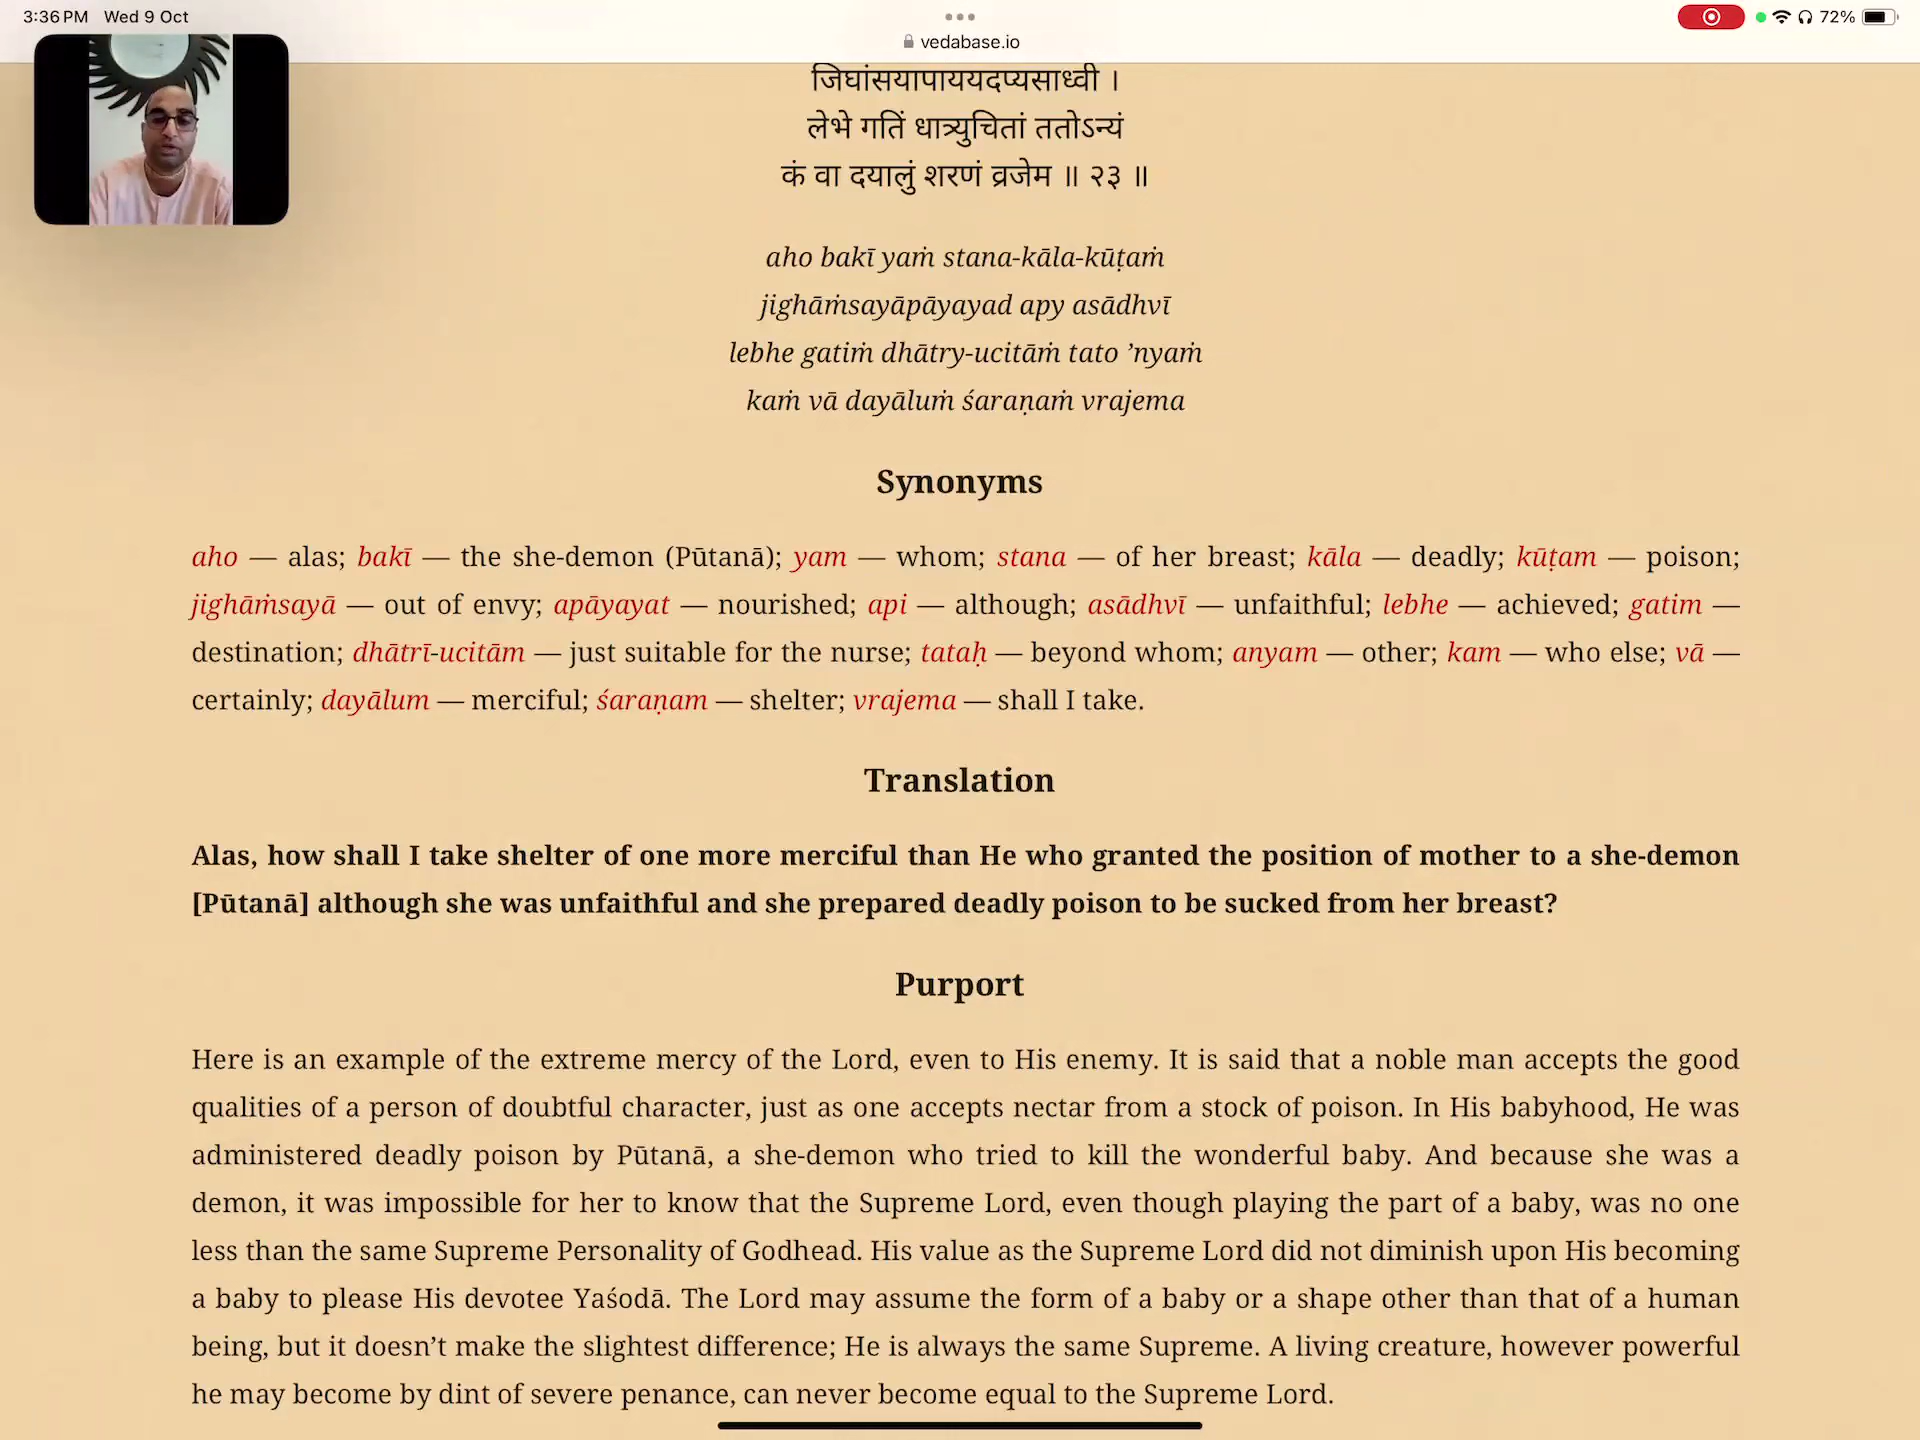 3:36 PM Wed 9 Oct
72%
vedabase.io
जिघांसयापाययदप्यसाध्वी ।
लेभे गतिं धात्र्युचितां ततोऽन्यं
कं वा दयालुं शरणं व्रजेम ॥ २३ ॥
aho bakī yaṁ stana-kāla-kūṭaṁ
jighāṁsayāpāyayad apy asādhvī
lebhe gatiṁ dhātry-ucitāṁ tato ’nyaṁ
kaṁ vā dayāluṁ śaraṇaṁ vrajema
Synonyms
aho — alas; bakī — the she-demon (Pūtanā); yam — whom; stana — of her breast; kāla — deadly; kūṭam — poison;
jighāṁsayā — out of envy; apāyayat — nourished; api — although; asādhvī — unfaithful; lebhe — achieved; gatim —
destination; dhātrī-ucitām — just suitable for the nurse; tataḥ — beyond whom; anyam — other; kam — who else; vā —
certainly; dayālum — merciful; śaraṇam — shelter; vrajema — shall I take.
Translation
Alas, how shall I take shelter of one more merciful than He who granted the position of mother to a she-demon
[Pūtanā] although she was unfaithful and she prepared deadly poison to be sucked from her breast?
Purport
Here is an example of the extreme mercy of the Lord, even to His enemy. It is said that a noble man accepts the good
qualities of a person of doubtful character, just as one accepts nectar from a stock of poison. In His babyhood, He was
administered deadly poison by Pūtanā, a she-demon who tried to kill the wonderful baby. And because she was a
demon, it was impossible for her to know that the Supreme Lord, even though playing the part of a baby, was no one
less than the same Supreme Personality of Godhead. His value as the Supreme Lord did not diminish upon His becoming
a baby to please His devotee Yaśodā. The Lord may assume the form of a baby or a shape other than that of a human
being, but it doesn’t make the slightest difference; He is always the same Supreme. A living creature, however powerful
he may become by dint of severe penance, can never become equal to the Supreme Lord.